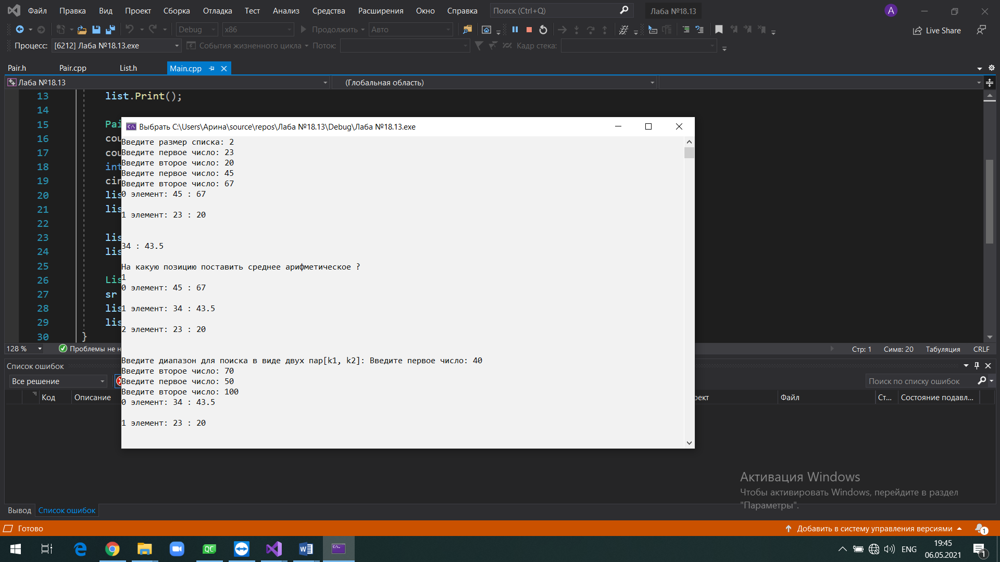 Файл Правка Вид Проект Сборка Отладка Тест Анализ Средства Расширения Окно Справка Поиск (Ctrl+Q) Лаба №18.13 A
Debug x86 Продолжить Авто Live Share
Процесс: [6212] Лаба №18.13.exe События жизненного цикла Поток: Кадр стека:
Pair.h Pair.cpp List.h Main.cpp
Лаба №18.13 (Глобальная область)
13 list.Print();
14
15 Pai
16 cou
17 cou
18 int
19 cin
20 lis
21 lis
22
23 lis
24 lis
25
26 Lis
27 sr
28 lis
29 lis
30 }
Выбрать C:\Users\Арина\source\repos\Лаба №18.13\Debug\Лаба №18.13.exe
Введите размер списка: 2
Введите первое число: 23
Введите второе число: 20
Введите первое число: 45
Введите второе число: 67
0 элемент: 45 : 67
1 элемент: 23 : 20
34 : 43.5
На какую позицию поставить среднее арифметическое ?
1
0 элемент: 45 : 67
1 элемент: 34 : 43.5
2 элемент: 23 : 20
Введите диапазон для поиска в виде двух пар[k1, k2]: Введите первое число: 40
Введите второе число: 70
Введите первое число: 50
Введите второе число: 100
0 элемент: 34 : 43.5
1 элемент: 23 : 20
128 % Проблемы не н Стр: 1 Симв: 20 Табуляция CRLF
Список ошибок
Все решение Поиск по списку ошибок
Код Описание рект Файл Ст... Состояние подавл...
Активация Windows
Чтобы активировать Windows, перейдите в раздел
"Параметры".
Вывод Список ошибок
Готово Добавить в систему управления версиями 1
QC ENG 19:45
06.05.2021 1